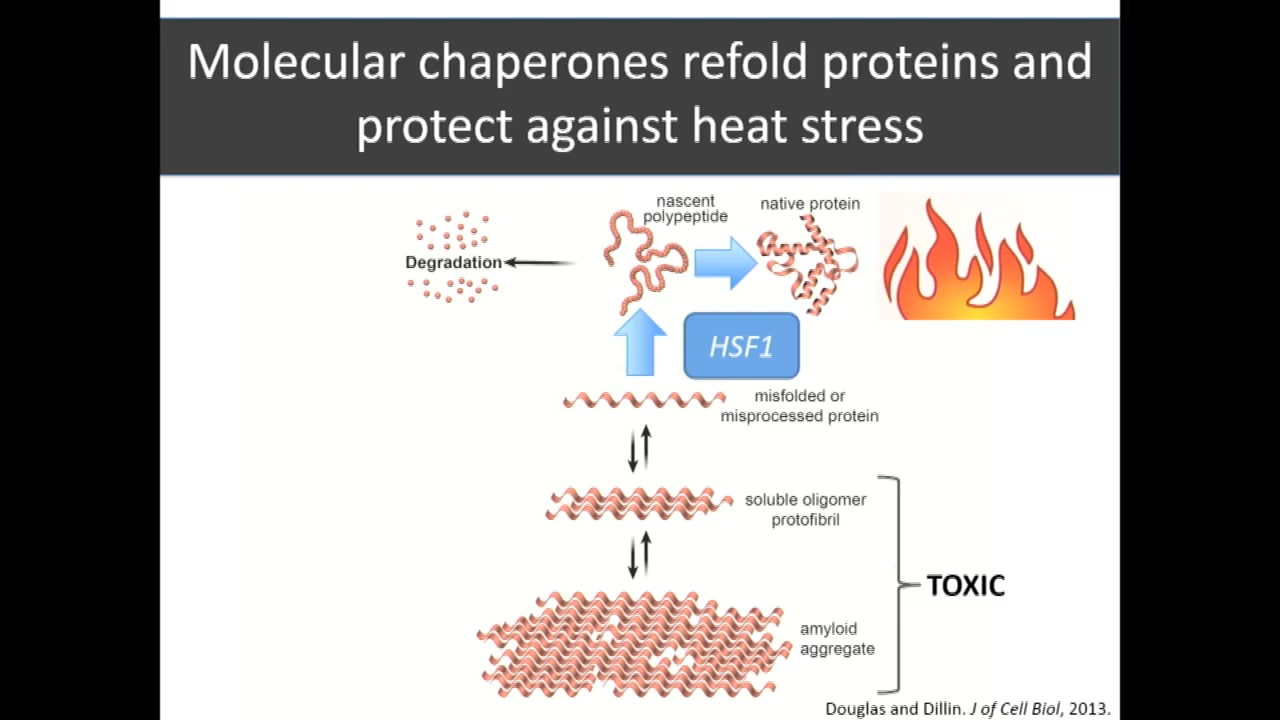 Molecular chaperones refold proteins and
protect against heat stress
nascent
polypeptide
native protein
Degradation
HSF1
misfolded or
misprocessed protein
soluble oligomer
protofibril
TOXIC
amyloid
aggregate
Douglas and Dillin. J of Cell Biol, 2013.